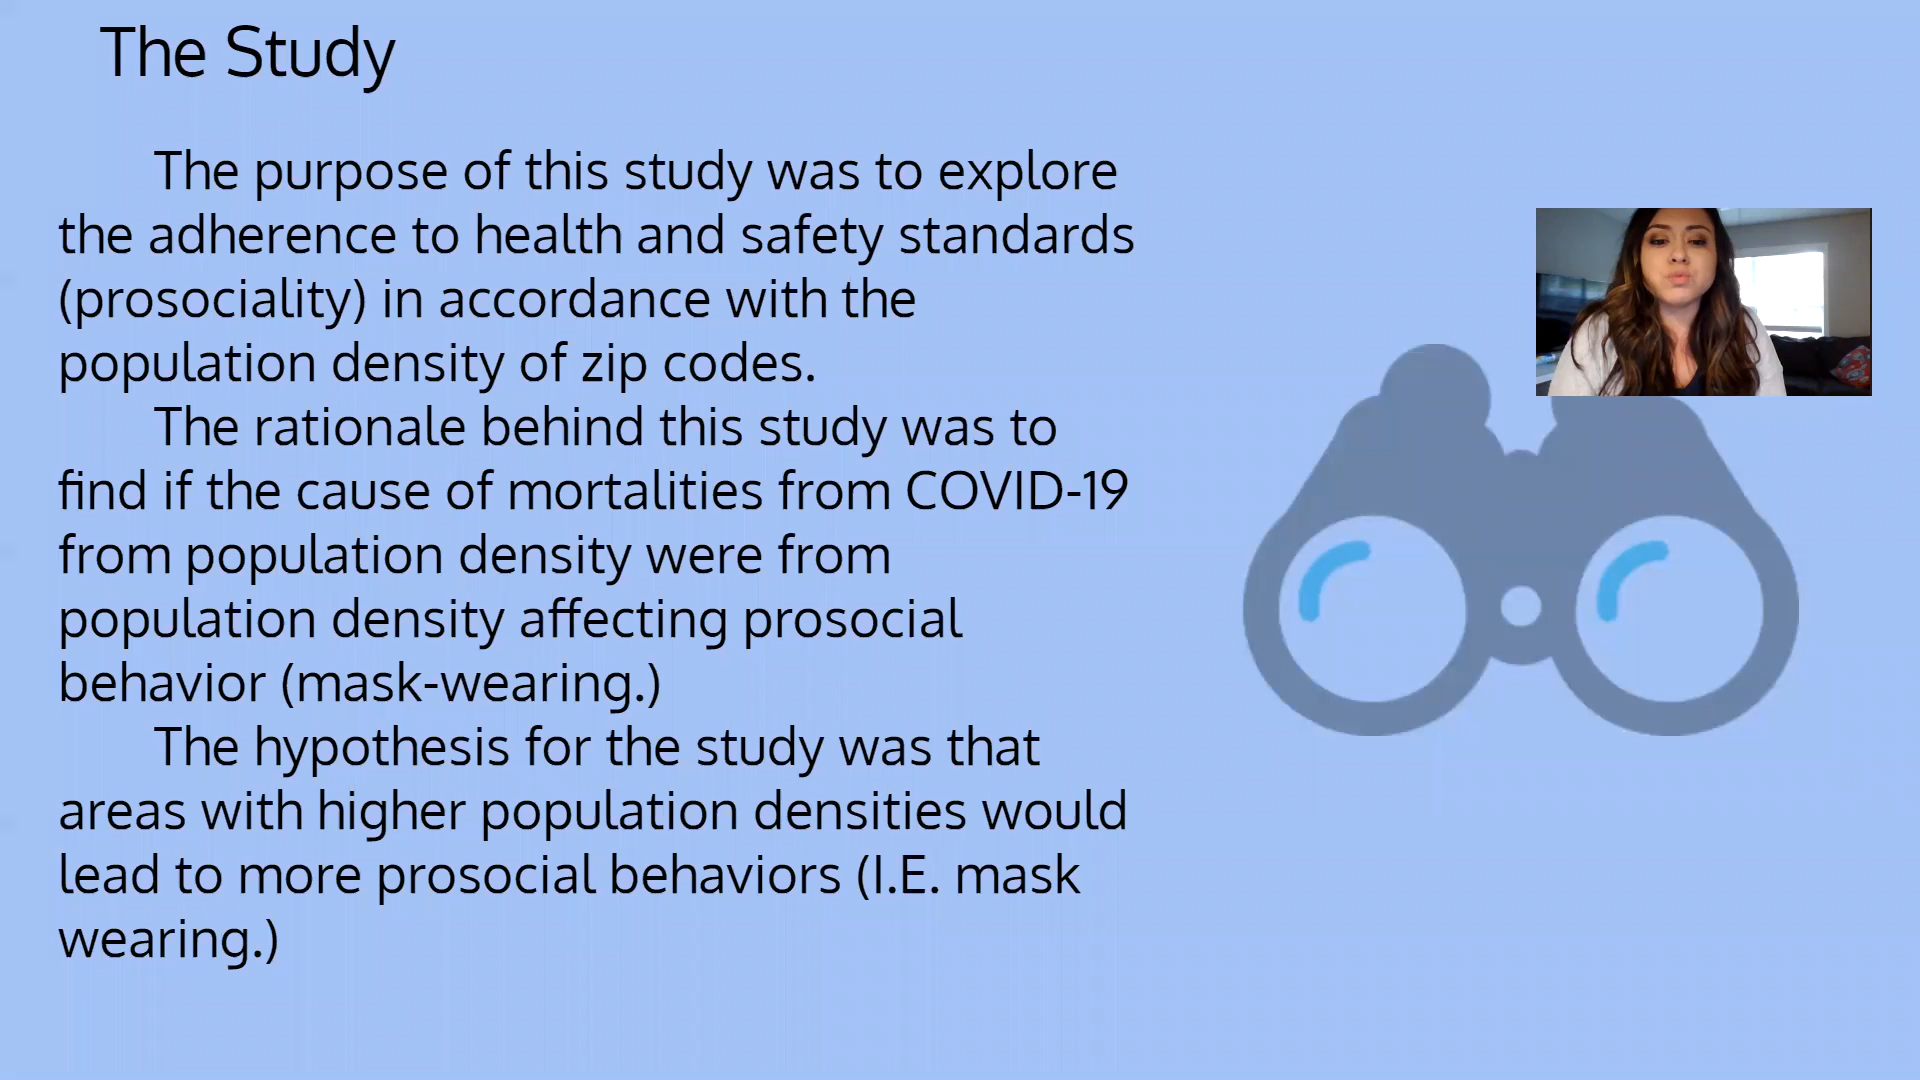 The Study
The purpose of this study was to explore
the adherence to health and safety standards
(prosociality) in accordance with the
population density of zip codes.
The rationale behind this study was to
find if the cause of mortalities from COVID-19
from population density were from
population density affecting prosocial
behavior (mask-wearing.)
The hypothesis for the study was that
areas with higher population densities would
lead to more prosocial behaviors (I.E. mask
wearing.)